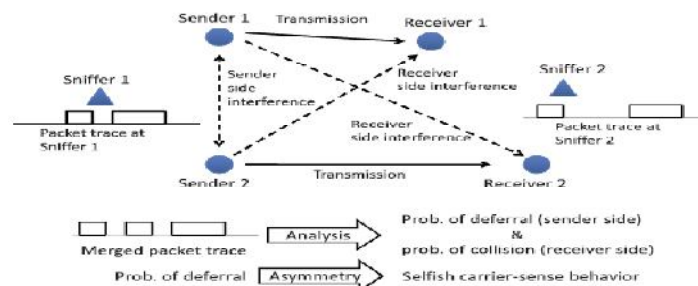 Sender 1
Transmission
Receiver 1
Sniffer 1
Sender
side
interference
Receiver
side interference
Sniffer 2
Packet trace at
Sniffer 1
Receiver
side interference
Packet trace at
Sniffer 2
Sender 2
Transmission
Receiver 2
Merged packet trace
Analysis
Prob. of deferral (sender side)
&
prob. of collision (receiver side)
Prob. of deferral
Asymmetry
Selfish carrier-sense behavior